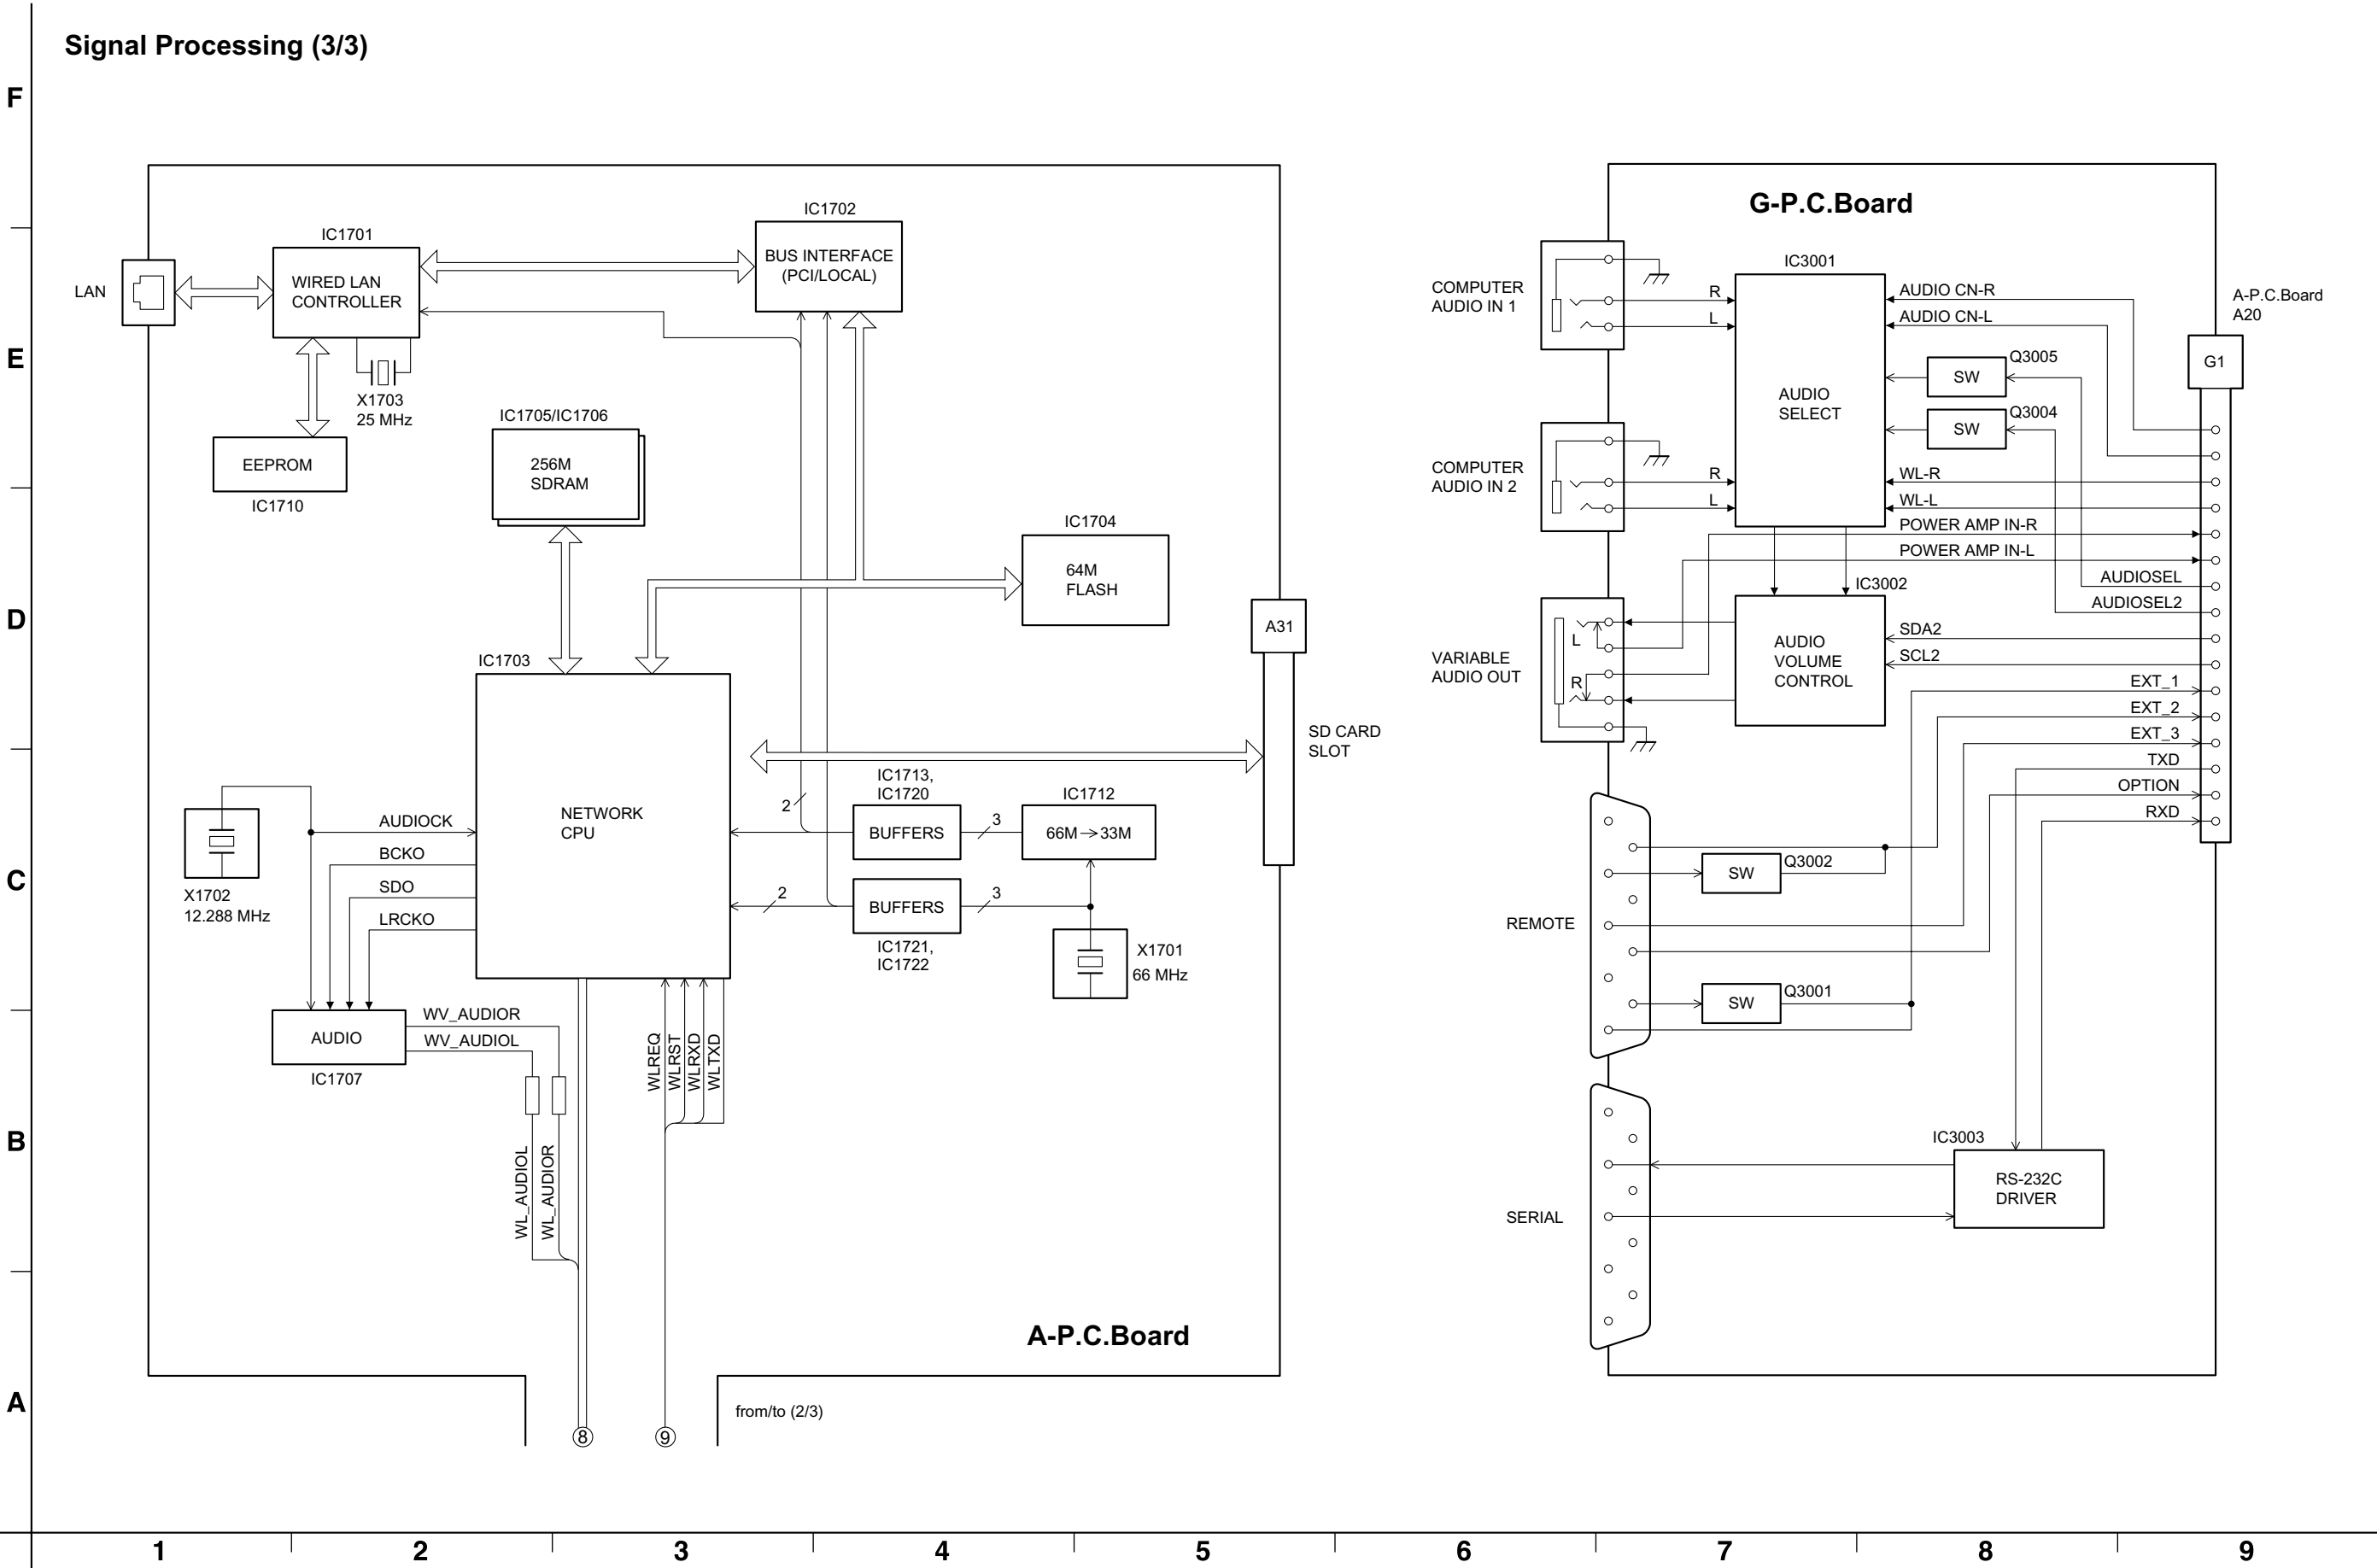 Signal Processing (3/3)
F
E
D
C
B
A
IC1702
BUS INTERFACE
(PCI/LOCAL)
IC1701
WIRED LAN
CONTROLLER
LAN
X1703
25 MHz
EEPROM
IC1710
IC1705/IC1706
256M
SDRAM
IC1704
64M
FLASH
A31
SD CARD
SLOT
IC1703
NETWORK
CPU
2
IC1713,
IC1720
BUFFERS
3
IC1712
66M→33M
2
BUFFERS
3
IC1721,
IC1722
X1701
66 MHz
AUDIOCK
BCKO
SDO
LRCKO
X1702
12.288 MHz
AUDIO
IC1707
WV_AUDIOR
WV_AUDIOL
WL_AUDIOL
WL_AUDIOR
WLREQ
WLRST
WLRXD
WLTXD
A-P.C.Board
from/to (2/3)
8
9
G-P.C.Board
COMPUTER
AUDIO IN 1
R
L
IC3001
AUDIO
SELECT
AUDIO CN-R
AUDIO CN-L
A-P.C.Board
A20
G1
Q3005
SW
Q3004
SW
COMPUTER
AUDIO IN 2
R
L
WL-R
WL-L
POWER AMP IN-R
POWER AMP IN-L
AUDIOSEL
AUDIOSEL2
IC3002
AUDIO
VOLUME
CONTROL
VARIABLE
AUDIO OUT
L
R
SDA2
SCL2
EXT_1
EXT_2
EXT_3
TXD
OPTION
RXD
REMOTE
SW
Q3002
SW
Q3001
SERIAL
IC3003
RS-232C
DRIVER
1
2
3
4
5
6
7
8
9